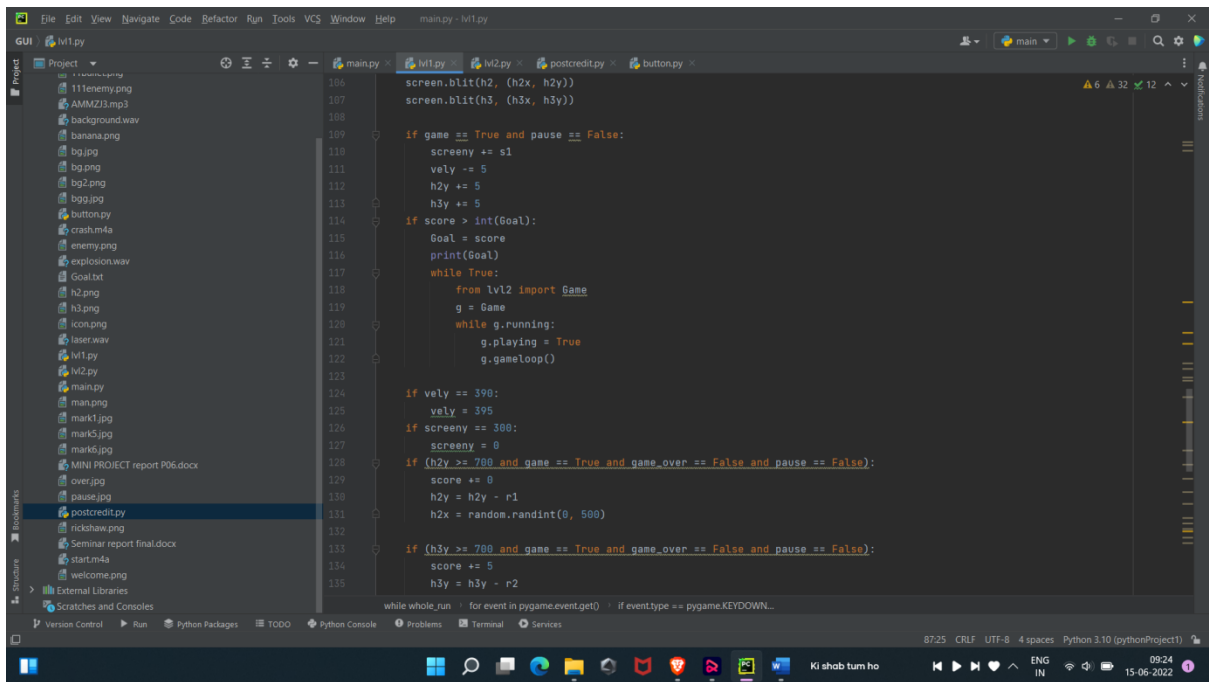 File Edit View Navigate Code Refactor Run Tools VCS Window Help main.py - lvl1.py
GUI lvl1.py main
Project main.py lvl1.py lvl2.py postcredit.py button.py
Project
111enemy.png
AMMZJ3.mp3
background.wav
banana.png
bg.jpg
bg.png
bg2.png
bgg.jpg
button.py
crash.m4a
enemy.png
explosion.wav
Goal.txt
h2.png
h3.png
icon.png
laser.wav
lvl1.py
lvl2.py
main.py
man.png
mark1.jpg
mark5.jpg
mark6.jpg
MINI PROJECT report P06.docx
over.jpg
pause.jpg
postcredit.py
rickshaw.png
Seminar report final.docx
start.m4a
welcome.png
External Libraries
Scratches and Consoles
Bookmarks
Structure
106 screen.blit(h2, (h2x, h2y))
107 screen.blit(h3, (h3x, h3y))
108
109 if game == True and pause == False:
110 screeny += s1
111 vely -= 5
112 h2y += 5
113 h3y += 5
114 if score > int(Goal):
115 Goal = score
116 print(Goal)
117 while True:
118 from lvl2 import Game
119 g = Game
120 while g.running:
121 g.playing = True
122 g.gameloop()
123
124 if vely == 390:
125 vely = 395
126 if screeny == 300:
127 screeny = 0
128 if (h2y >= 700 and game == True and game_over == False and pause == False):
129 score += 0
130 h2y = h2y - r1
131 h2x = random.randint(0, 500)
132
133 if (h3y >= 700 and game == True and game_over == False and pause == False):
134 score += 5
135 h3y = h3y - r2
6 32 12
Notifications
while whole_run for event in pygame.event.get() if event.type == pygame.KEYDOWN...
Version Control Run Python Packages TODO Python Console Problems Terminal Services
87:25 CRLF UTF-8 4 spaces Python 3.10 (pythonProject1)
Ki shab tum ho ENG IN 09:24 15-06-2022 1